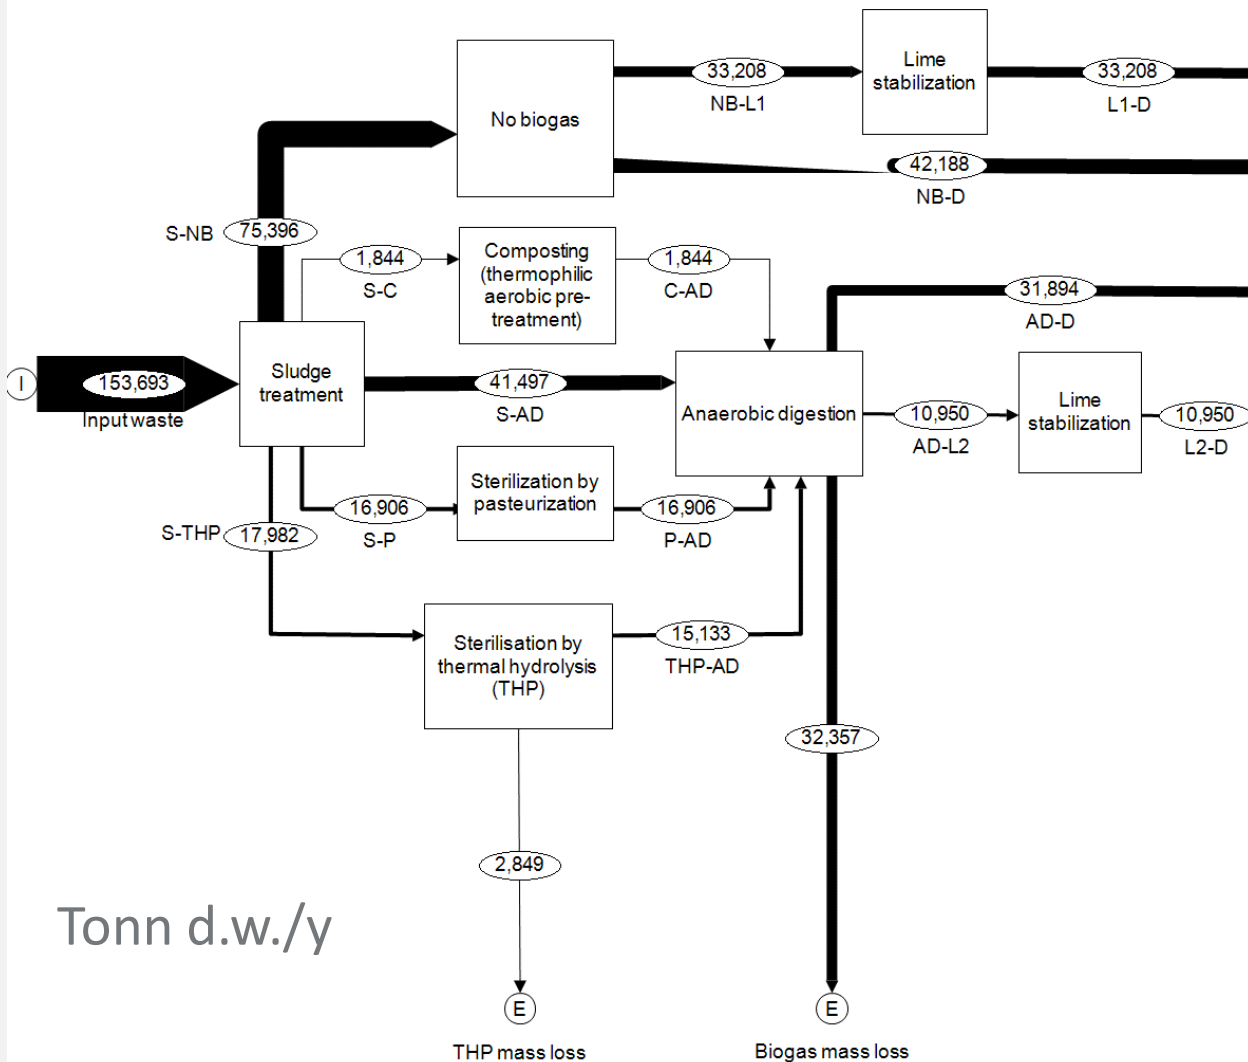 33,208
NB-L1
Lime
stabilization
33,208
L1-D
No biogas
42,188
NB-D
S-NB
75,396
1,844
S-C
Composting
(thermophilic
aerobic pre-
treatment)
1,844
C-AD
31,894
AD-D
I
153,693
Input waste
Sludge
treatment
41,497
S-AD
Anaerobic digestion
10,950
AD-L2
Lime
stabilization
10,950
L2-D
S-THP
17,982
16,906
S-P
Sterilization by
pasteurization
16,906
P-AD
Sterilisation by
thermal hydrolysis
(THP)
15,133
THP-AD
32,357
2,849
Tonn d.w./y
E
THP mass loss
E
Biogas mass loss